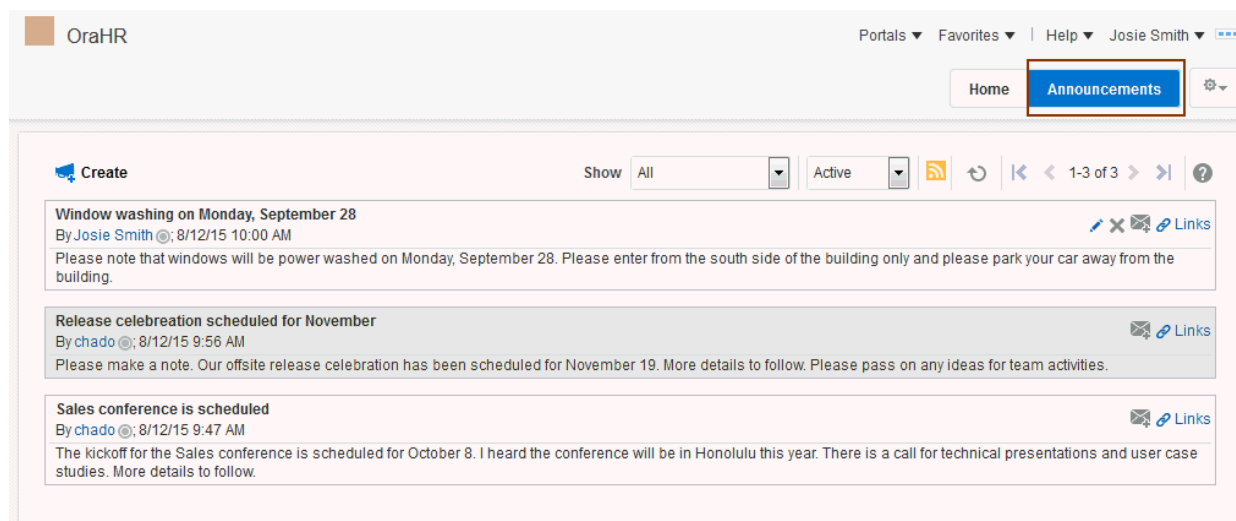 OraHR
Portals Favorites | Help Josie Smith
Home Announcements
Create Show All Active 1-3 of 3 ?
Window washing on Monday, September 28
By Josie Smith ; 8/12/15 10:00 AM Links
Please note that windows will be power washed on Monday, September 28. Please enter from the south side of the building only and please park your car away from the
building.
Release celebreation scheduled for November
By chado ; 8/12/15 9:56 AM Links
Please make a note. Our offsite release celebration has been scheduled for November 19. More details to follow. Please pass on any ideas for team activities.
Sales conference is scheduled
By chado ; 8/12/15 9:47 AM Links
The kickoff for the Sales conference is scheduled for October 8. I heard the conference will be in Honolulu this year. There is a call for technical presentations and user case
studies. More details to follow.